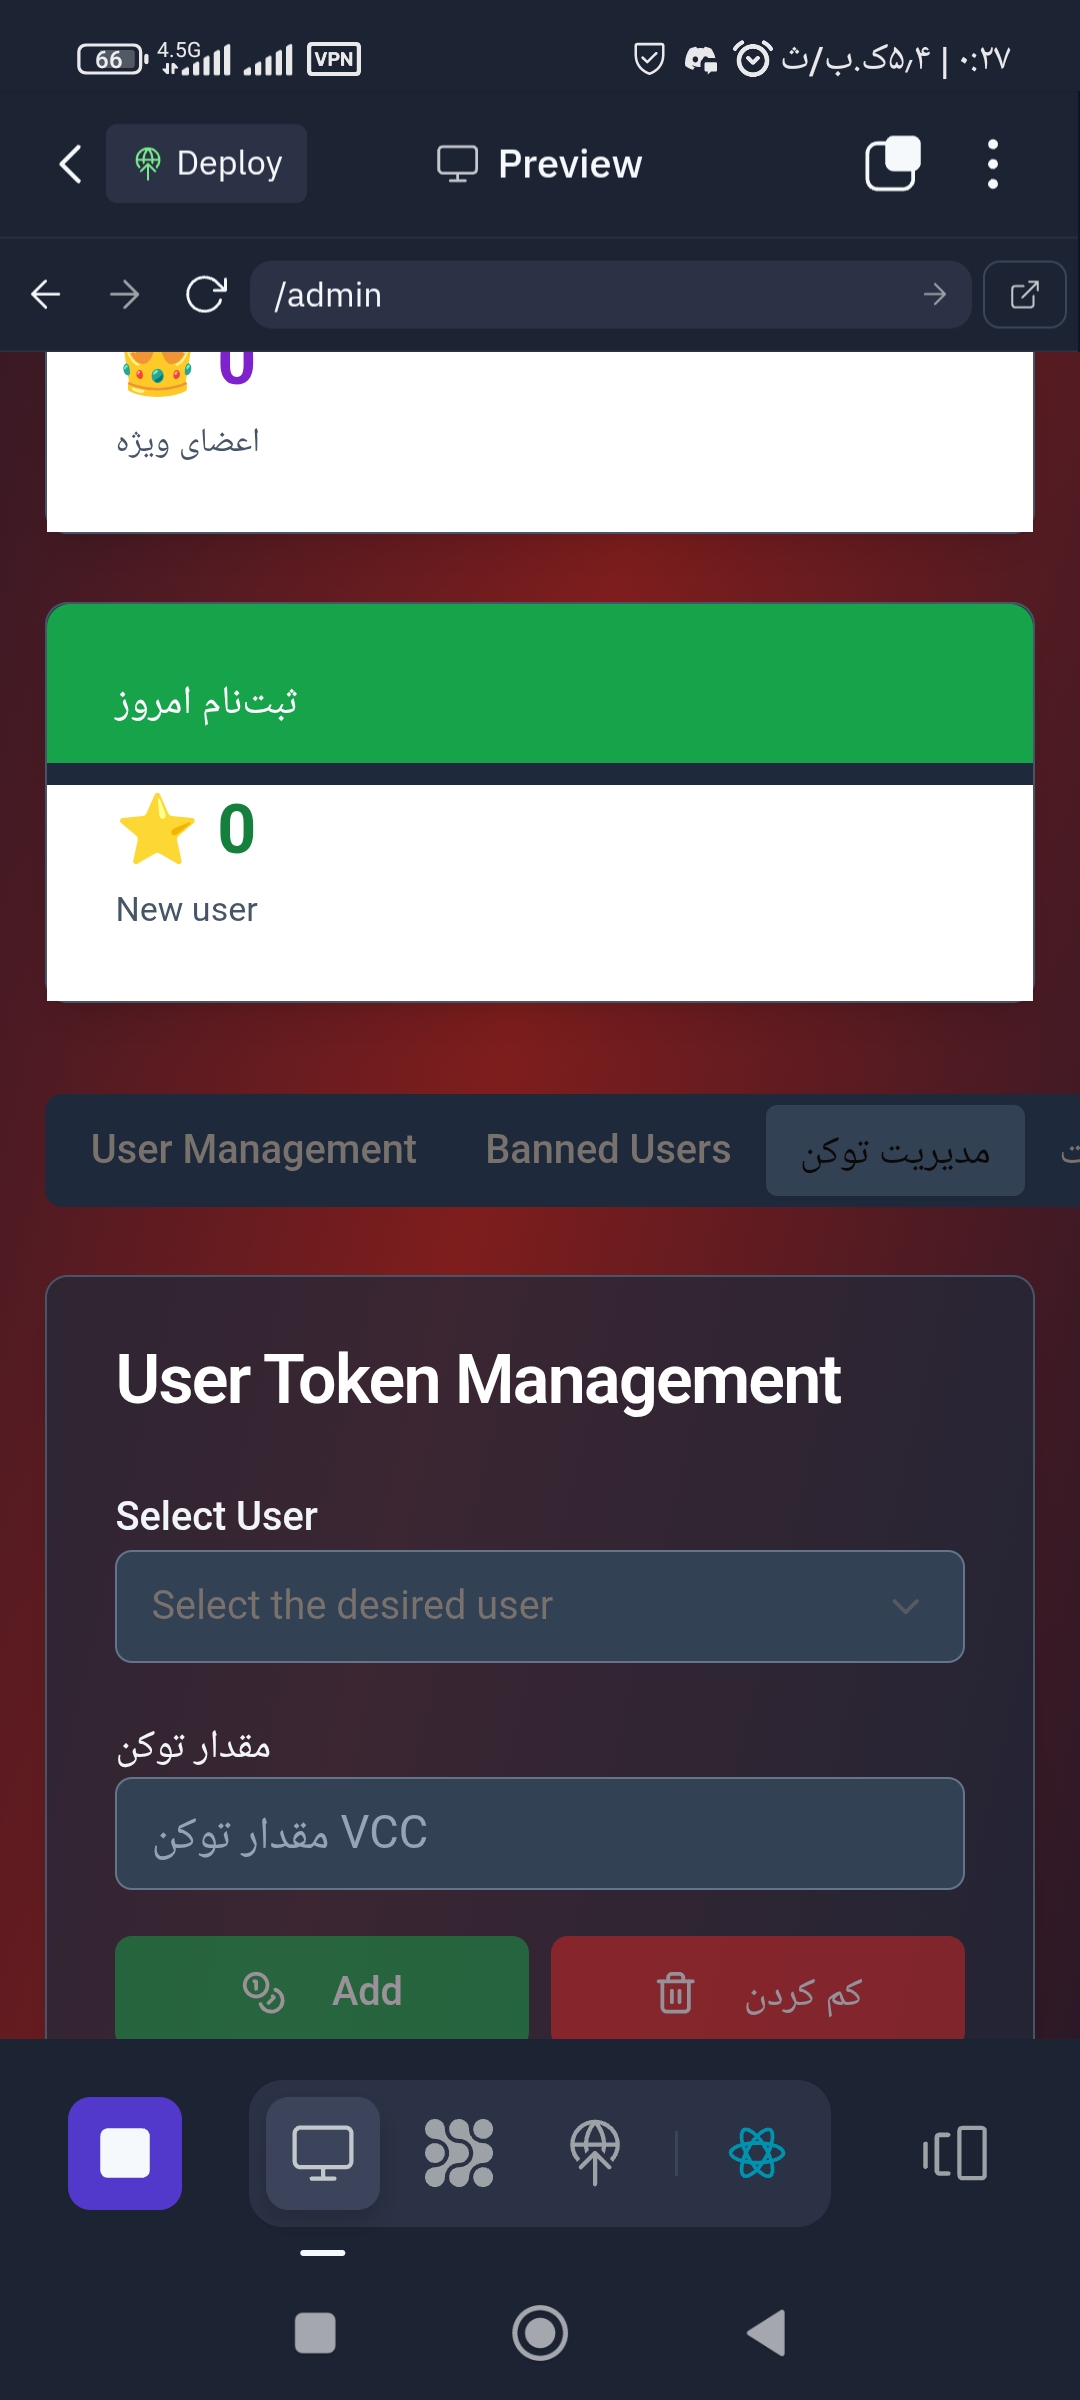 66 4.5G VPN ۵٫۴ک.ب/ث | ۰:۲۷
Deploy Preview
/admin
0
اعضای ویژه
ثبت‌نام امروز
0
New user
User Management Banned Users مدیریت توکن
User Token Management
Select User
Select the desired user
مقدار توکن
مقدار توکن VCC
Add کم کردن